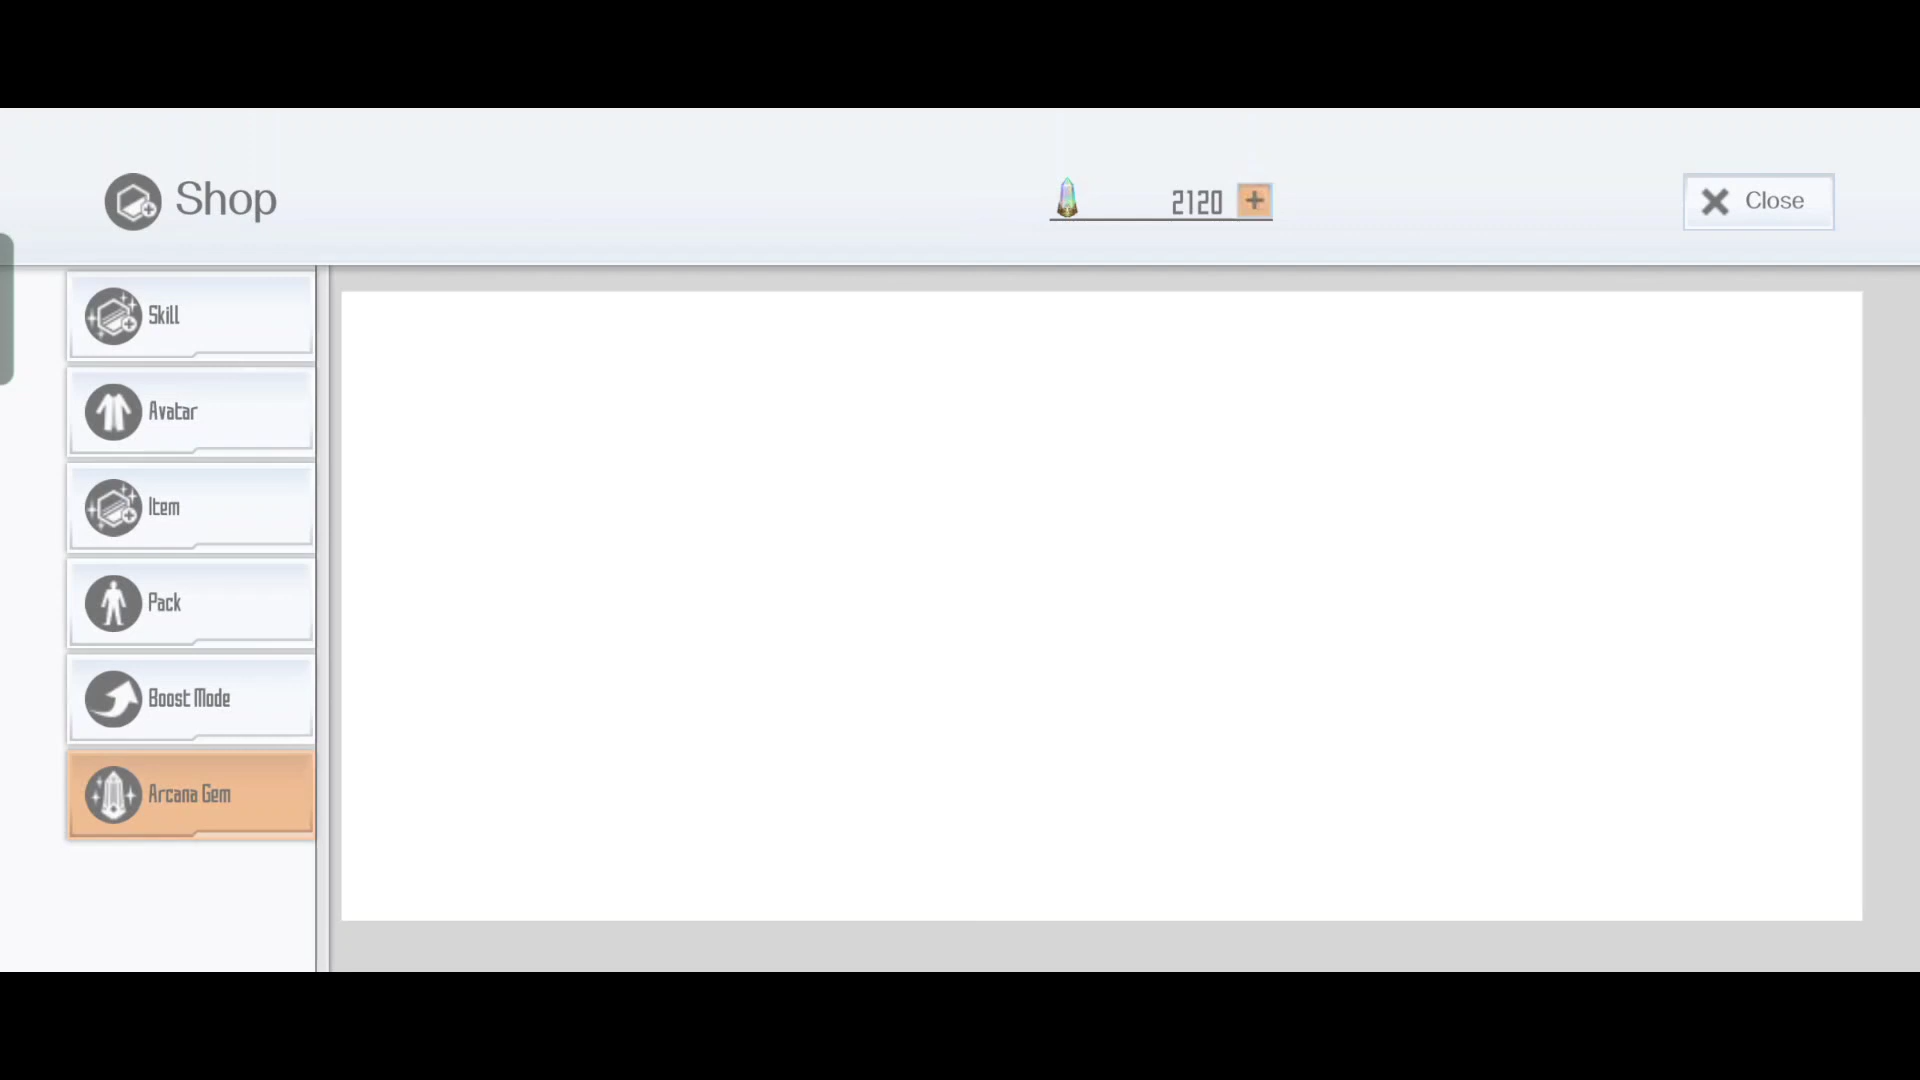 Shop
2120
Close
Skill
Avatar
Item
Pack
Boost Mode
Arcana Gem